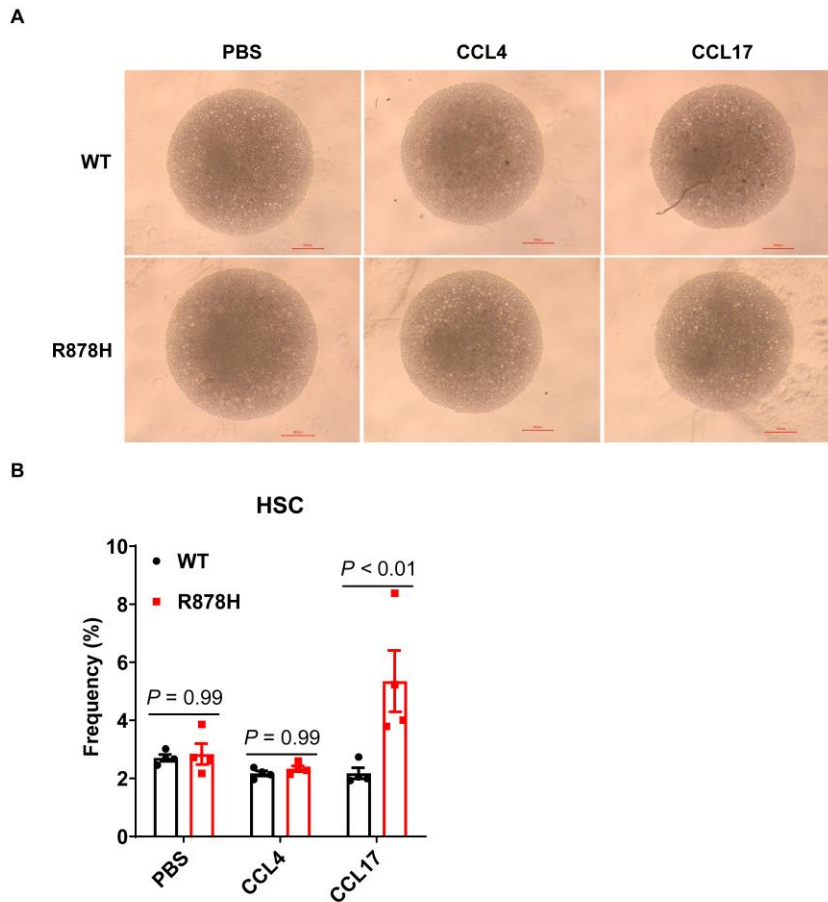 A
PBS CCL4 CCL17
WT
R878H
B
HSC
10
8
6
4
2
0
Frequency (%)
WT
R878H
P = 0.99
P = 0.99
P < 0.01
PBS
CCL4
CCL17